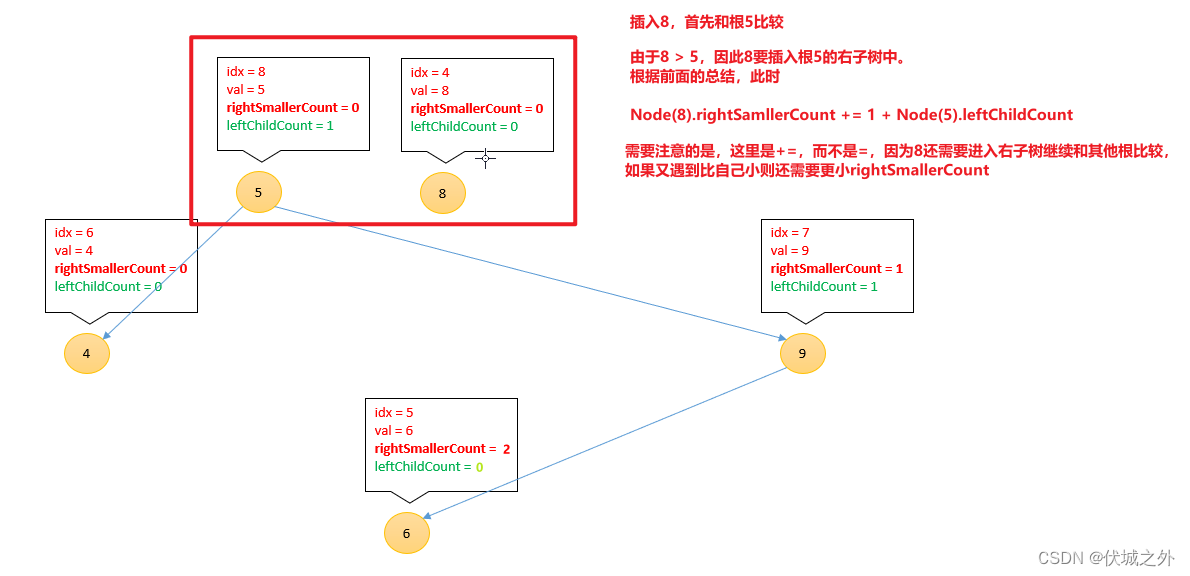 插入8，首先和根5比较
由于8 > 5，因此8要插入根5的右子树中。
根据前面的总结，此时
Node(8).rightSamllerCount += 1 + Node(5).leftChildCount
需要注意的是，这里是+=，而不是=，因为8还需要进入右子树继续和其他根比较，
如果又遇到比自己小则还需要更小rightSmallerCount
idx = 8
val = 5
rightSmallerCount = 0
leftChildCount = 1
5
idx = 4
val = 8
rightSmallerCount = 0
leftChildCount = 0
8
idx = 6
val = 4
rightSmallerCount = 0
leftChildCount = 0
4
idx = 7
val = 9
rightSmallerCount = 1
leftChildCount = 1
9
idx = 5
val = 6
rightSmallerCount = 2
leftChildCount = 0
6
CSDN @伏城之外